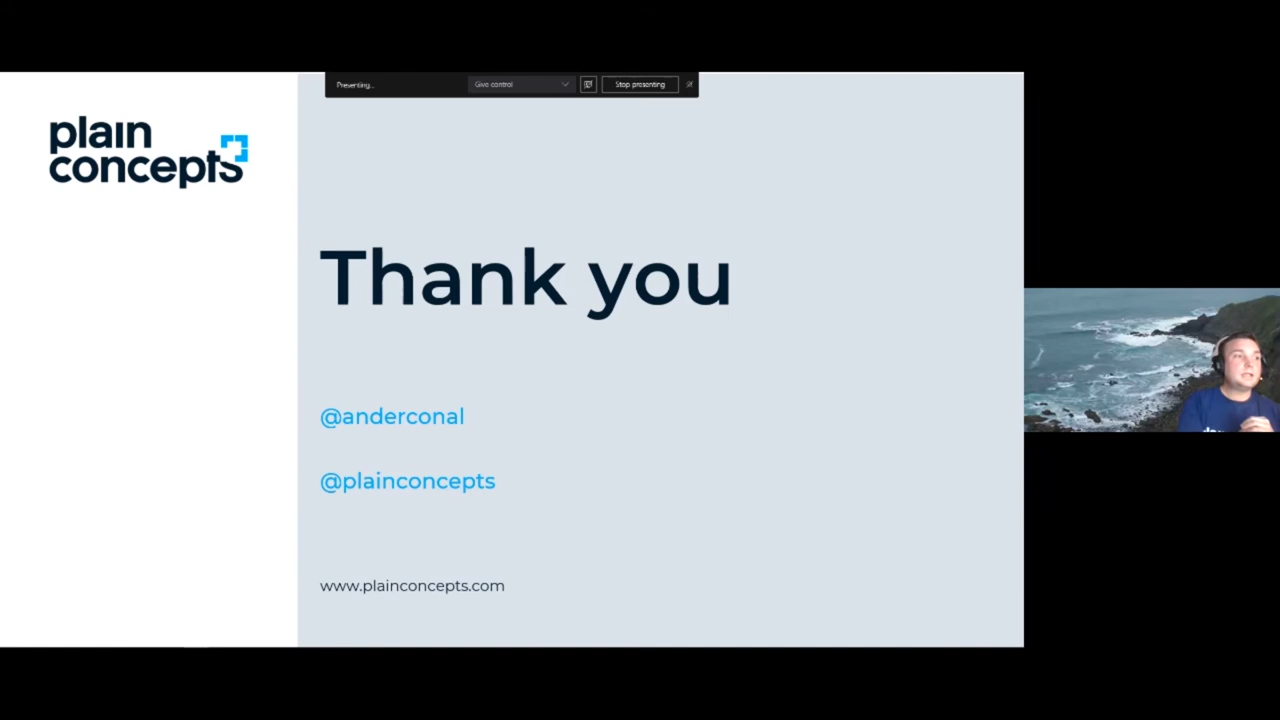 Presenting...
Give control
Stop presenting
plain
concepts
Thank you
@anderconal
@plainconcepts
www.plainconcepts.com